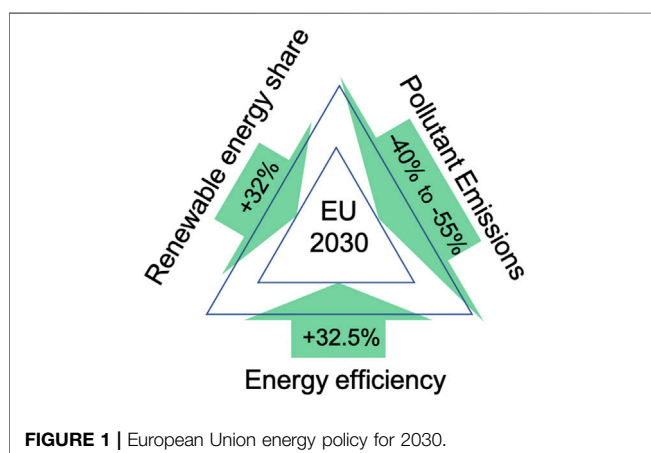 Renewable energy share
+32%
Pollutant Emissions
-40% to -55%
EU
2030
+32.5%
Energy efficiency
FIGURE 1 | European Union energy policy for 2030.